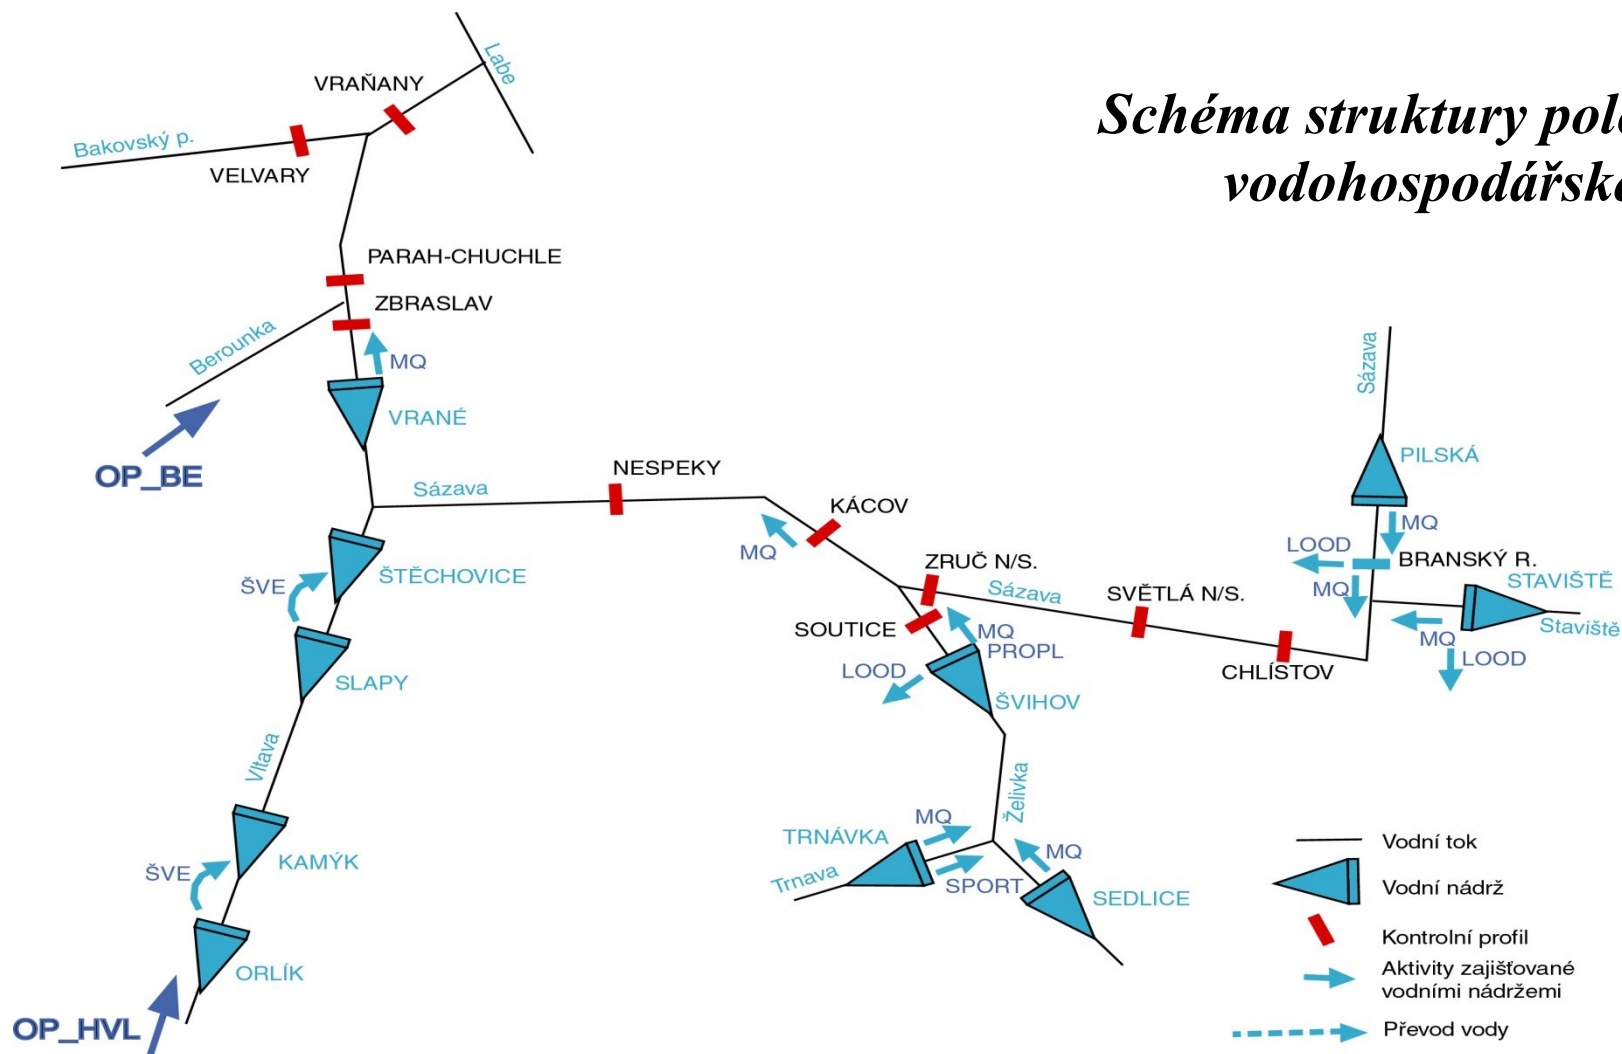 Labe
VRAŇANY
Schéma struktury
vodohospodářsk
Bakovský p.
VELVARY
PARAH-CHUCHLE
ZBRASLAV
Berounka
MQ
VRANÉ
OP_BE
Sázava
NESPEKY
Sázava
PILSKÁ
KÁCOV
MQ
MQ
LOOD
BRANSKÝ R.
ŠTĚCHOVICE
ŠVE
ZRUČ N/S.
Sázava
SVĚTLÁ N/S.
MQ
STAVIŠTĚ
Staviště
SOUTICE
MQ
PROPL
MQ
LOOD
CHLÍSTOV
LOOD
SLAPY
ŠVIHOV
Vltava
Želivka
MQ
TRNÁVKA
MQ
Trnava
SPORT
SEDLICE
KAMÝK
ŠVE
ORLÍK
OP_HVL
Vodní tok
Vodní nádrž
Kontrolní profil
Aktivity zajišťované
vodními nádržemi
Převod vody